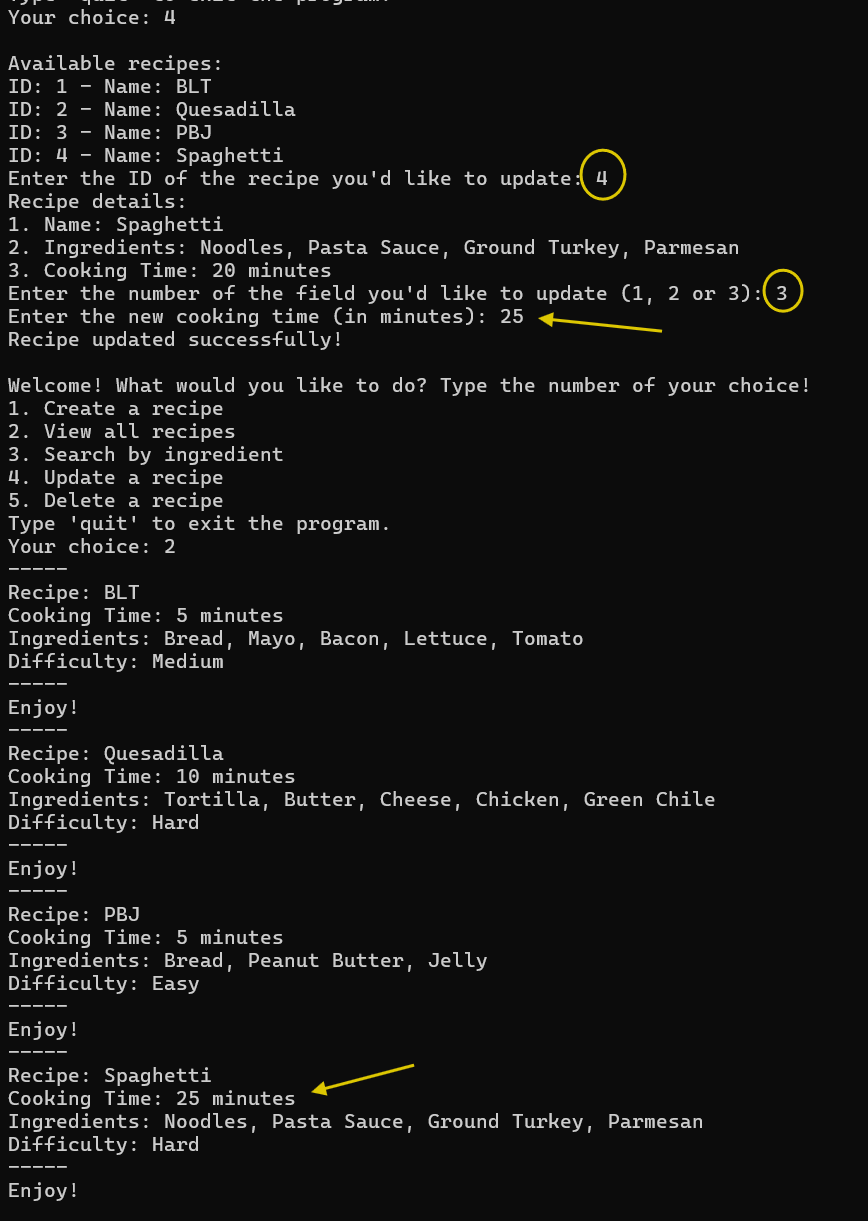 Type 'quit' to exit the program.
Your choice: 4
Available recipes:
ID: 1 - Name: BLT
ID: 2 - Name: Quesadilla
ID: 3 - Name: PBJ
ID: 4 - Name: Spaghetti
Enter the ID of the recipe you'd like to update: 4
Recipe details:
1. Name: Spaghetti
2. Ingredients: Noodles, Pasta Sauce, Ground Turkey, Parmesan
3. Cooking Time: 20 minutes
Enter the number of the field you'd like to update (1, 2 or 3): 3
Enter the new cooking time (in minutes): 25
Recipe updated successfully!
Welcome! What would you like to do? Type the number of your choice!
1. Create a recipe
2. View all recipes
3. Search by ingredient
4. Update a recipe
5. Delete a recipe
Type 'quit' to exit the program.
Your choice: 2
-----
Recipe: BLT
Cooking Time: 5 minutes
Ingredients: Bread, Mayo, Bacon, Lettuce, Tomato
Difficulty: Medium
-----
Enjoy!
-----
Recipe: Quesadilla
Cooking Time: 10 minutes
Ingredients: Tortilla, Butter, Cheese, Chicken, Green Chile
Difficulty: Hard
-----
Enjoy!
-----
Recipe: PBJ
Cooking Time: 5 minutes
Ingredients: Bread, Peanut Butter, Jelly
Difficulty: Easy
-----
Enjoy!
-----
Recipe: Spaghetti
Cooking Time: 25 minutes
Ingredients: Noodles, Pasta Sauce, Ground Turkey, Parmesan
Difficulty: Hard
-----
Enjoy!